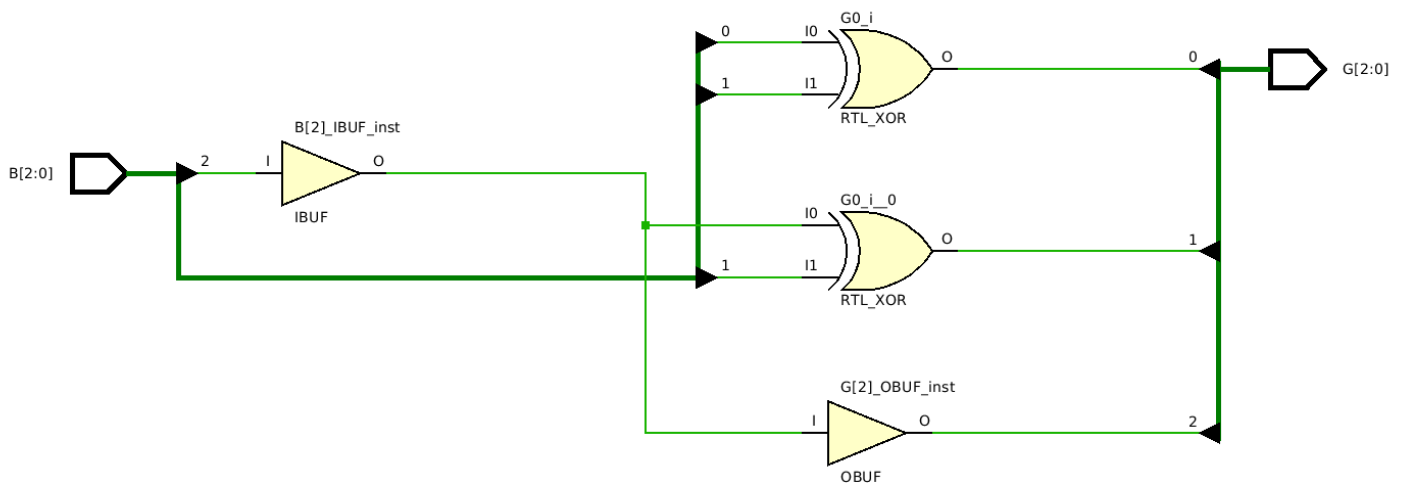 G0_i
0
I0
O
0
G[2:0]
1
I1
RTL_XOR
B[2]_IBUF_inst
B[2:0]
2
I
O
IBUF
G0_i__0
I0
O
1
1
I1
RTL_XOR
G[2]_OBUF_inst
I
O
2
OBUF